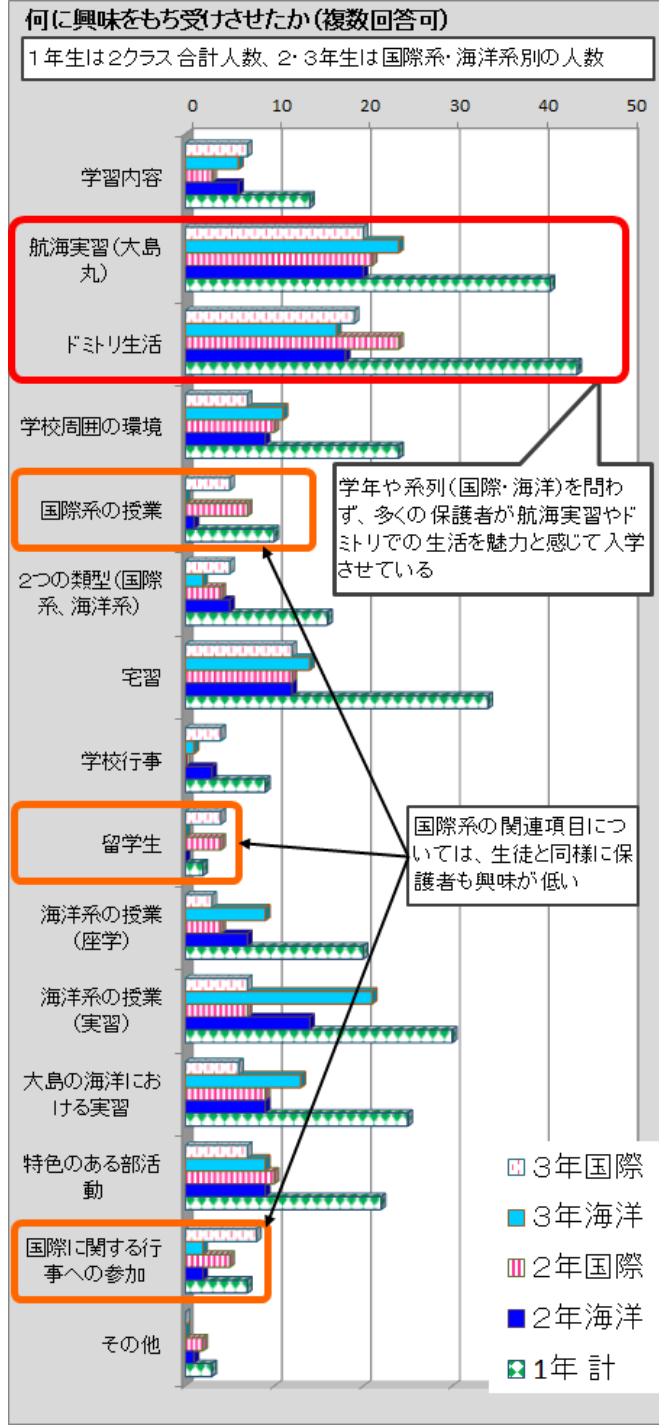 何に興味をもち受けさせたか(複数回答可)
1年生は2クラス合計人数、2・3年生は国際系・海洋系別の人数
0 10 20 30 40 50
学習内容
航海実習(大島
丸)
ドミトリ生活
学校周囲の環境
国際系の授業
学年や系列(国際・海洋)を問わ
ず、多くの保護者が航海実習やド
ミトリでの生活を魅力と感じて入学
させている
2つの類型(国際
系、海洋系)
宅習
学校行事
留学生
国際系の関連項目につ
いては、生徒と同様に保
護者も興味が低い
海洋系の授業
(座学)
海洋系の授業
(実習)
大島の海洋にお
ける実習
特色のある部活
動
国際に関する行
事への参加
その他
3年国際
3年海洋
2年国際
2年海洋
1年 計